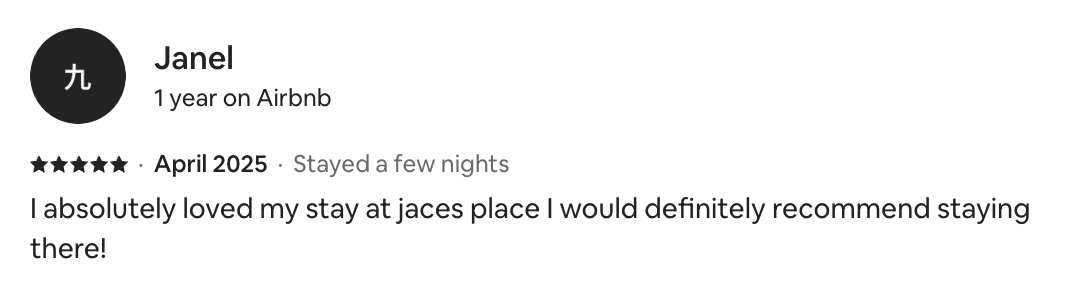 九
Janel
1 year on Airbnb
★★★★★ · April 2025 · Stayed a few nights
I absolutely loved my stay at jaces place I would definitely recommend staying
there!